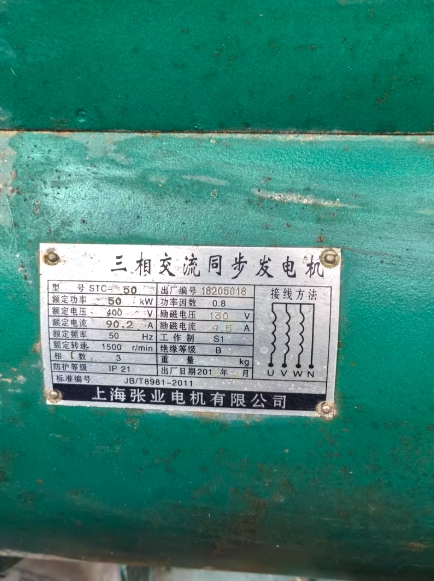 三相交流同步发电机
型 号 STC- 50 出厂编号 18205018
额定功率 50 kW 功率因数 0.8
额定电压 400 V 励磁电压 V
额定电流 90.2 A 励磁电流 A
额定频率 50 Hz 工作制 S1
额定转速 1500 r/min 绝缘等级 B
相 数 3 重 量 kg
防护等级 IP 21 出厂日期 201 年 月
标准编号 JB/T8981-2011
接线方法
U V W N
上海张业电机有限公司